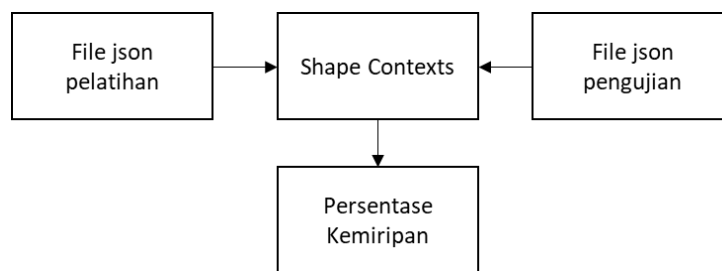 File json
pelatihan
Shape Contexts
File json
pengujian
Persentase
Kemiripan